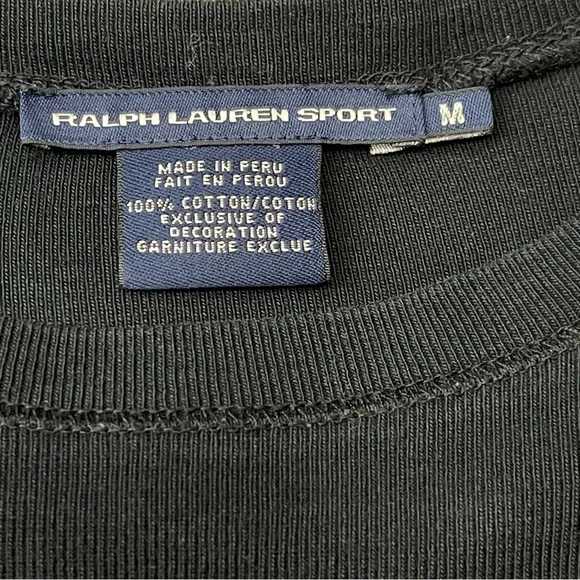 RALPH LAUREN SPORT M
MADE IN PERU
FAIT EN PEROU
100% COTTON/COTON
EXCLUSIVE OF
DECORATION
GARNITURE EXCLUE